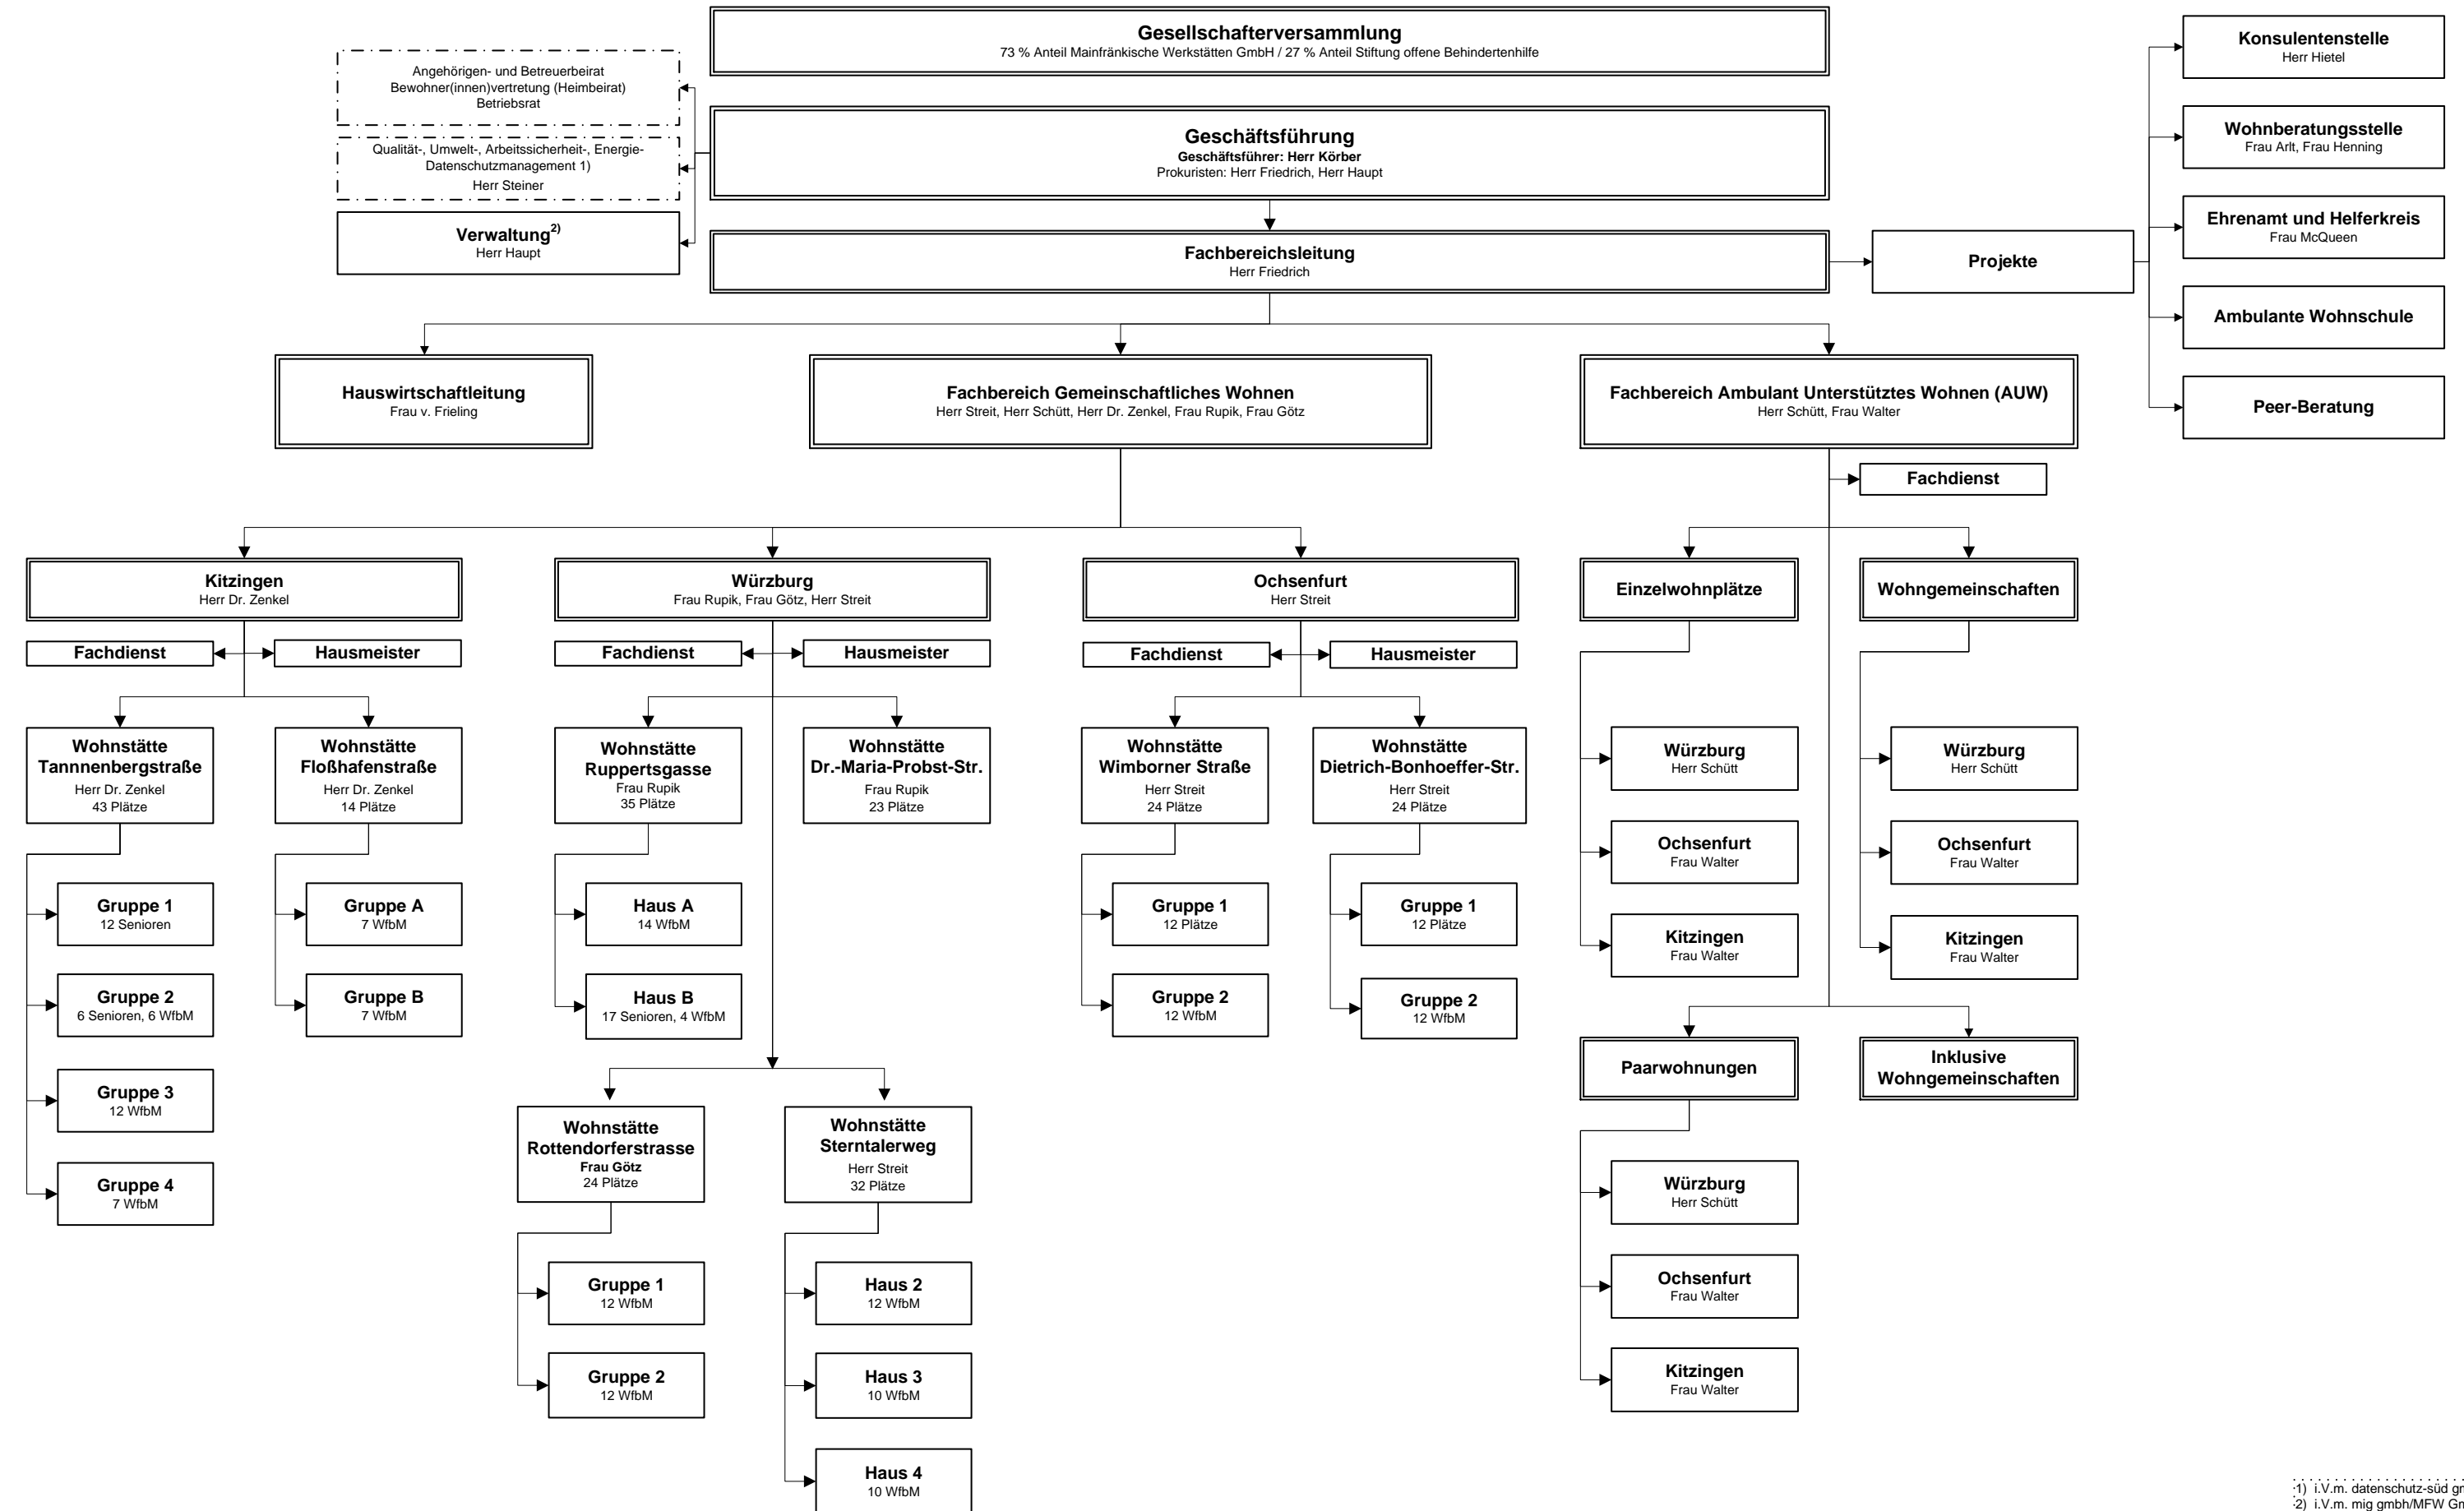 Gesellschafterversammlung
73 % Anteil Mainfränkische Werkstätten GmbH / 27 % Anteil Stiftung offene Behindertenhilfe
Angehörigen- und Betreuerbeirat
Bewohner(innen)vertretung (Heimbeirat)
Betriebsrat
Qualität-, Umwelt-, Arbeitssicherheit-, Energie-
Datenschutzmanagement 1)
Herr Steiner
Verwaltung2)
Herr Haupt
Geschäftsführung
Geschäftsführer: Herr Körber
Prokuristen: Herr Friedrich, Herr Haupt
Fachbereichsleitung
Herr Friedrich
Projekte
Konsulentenstelle
Herr Hietel
Wohnberatungsstelle
Frau Arlt, Frau Henning
Ehrenamt und Helferkreis
Frau McQueen
Ambulante Wohnschule
Peer-Beratung
Hauswirtschaftleitung
Frau v. Frieling
Fachbereich Gemeinschaftliches Wohnen
Herr Streit, Herr Schütt, Herr Dr. Zenkel, Frau Rupik, Frau Götz
Fachbereich Ambulant Unterstütztes Wohnen (AUW)
Herr Schütt, Frau Walter
Fachdienst
Kitzingen
Herr Dr. Zenkel
Fachdienst
Hausmeister
Wohnstätte
Tannnenbergstraße
Herr Dr. Zenkel
43 Plätze
Gruppe 1
12 Senioren
Gruppe 2
6 Senioren, 6 WfbM
Gruppe 3
12 WfbM
Gruppe 4
7 WfbM
Wohnstätte
Floßhafenstraße
Herr Dr. Zenkel
14 Plätze
Gruppe A
7 WfbM
Gruppe B
7 WfbM
Würzburg
Frau Rupik, Frau Götz, Herr Streit
Fachdienst
Hausmeister
Wohnstätte
Ruppertsgasse
Frau Rupik
35 Plätze
Haus A
14 WfbM
Haus B
17 Senioren, 4 WfbM
Wohnstätte
Dr.-Maria-Probst-Str.
Frau Rupik
23 Plätze
Wohnstätte
Rottendorferstrasse
Frau Götz
24 Plätze
Gruppe 1
12 WfbM
Gruppe 2
12 WfbM
Wohnstätte
Sterntalerweg
Herr Streit
32 Plätze
Haus 2
12 WfbM
Haus 3
10 WfbM
Haus 4
10 WfbM
Ochsenfurt
Herr Streit
Fachdienst
Hausmeister
Wohnstätte
Wimborner Straße
Herr Streit
24 Plätze
Gruppe 1
12 Plätze
Gruppe 2
12 WfbM
Wohnstätte
Dietrich-Bonhoeffer-Str.
Herr Streit
24 Plätze
Gruppe 1
12 Plätze
Gruppe 2
12 WfbM
Einzelwohnplätze
Würzburg
Herr Schütt
Ochsenfurt
Frau Walter
Kitzingen
Frau Walter
Wohngemeinschaften
Würzburg
Herr Schütt
Ochsenfurt
Frau Walter
Kitzingen
Frau Walter
Paarwohnungen
Würzburg
Herr Schütt
Ochsenfurt
Frau Walter
Kitzingen
Frau Walter
Inklusive
Wohngemeinschaften
1) i.V.m. datenschutz-süd
2) i.V.m. mig gmbh/MFW